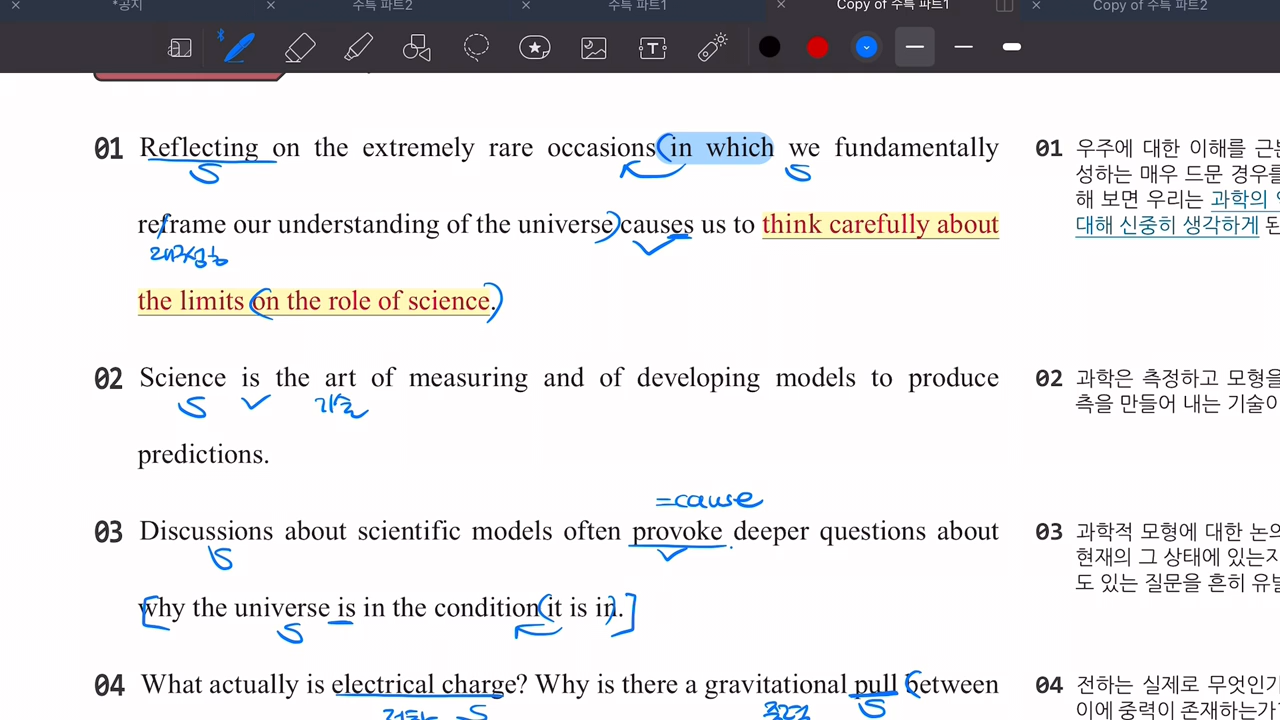 *공지 수특 파트2 수특 파트1 Copy of 수특 파트1 Copy of 수특 파트2
T
01 Reflecting on the extremely rare occasions (in which we fundamentally
S S
reframe our understanding of the universe) causes us to think carefully about
재구성하
the limits (on the role of science.)
01 우주에 대한 이해를 근본
성하는 매우 드문 경우를
해 보면 우리는 과학의 역
대해 신중히 생각하게 된
02 Science is the art of measuring and of developing models to produce
S 기술
predictions.
02 과학은 측정하고 모형을
측을 만들어 내는 기술이
=cause
03 Discussions about scientific models often provoke deeper questions about
S
[why the universe is in the condition (it is in).]
S
03 과학적 모형에 대한 논의
현재의 그 상태에 있는지
도 있는 질문을 흔히 유발
04 What actually is electrical charge? Why is there a gravitational pull (between
S S
04 전하는 실제로 무엇인가
이에 중력이 존재하는가